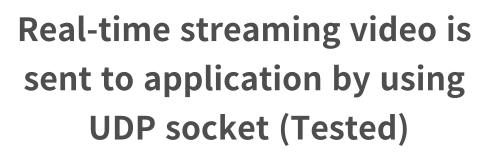 Real-time streaming video is
sent to application by using
UDP socket (Tested)